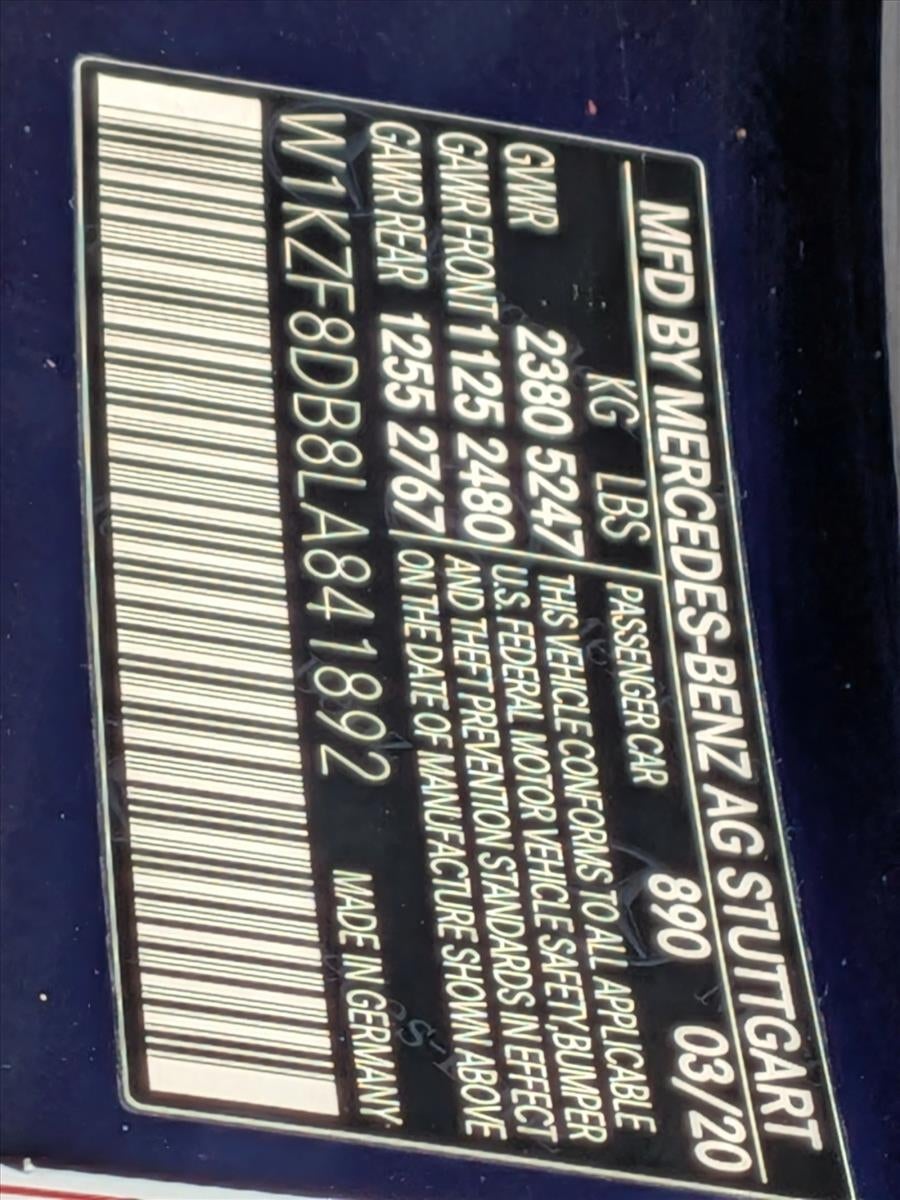 MFD BY MERCEDES-BENZ AG STUTTGART
890 03/20
KG LBS
GWR 2380 5247
GAWR FRONT 1125 2480
GAWR REAR 1255 2767
PASSENGER CAR
THIS VEHICLE CONFORMS TO ALL APPLICABLE
U.S. FEDERAL MOTOR VEHICLE SAFETY, BUMPER
AND THEFT PREVENTION STANDARDS IN EFFECT
ON THE DATE OF MANUFACTURE SHOWN ABOVE
W1KZF8DB8LA841892
MADE IN GERMANY